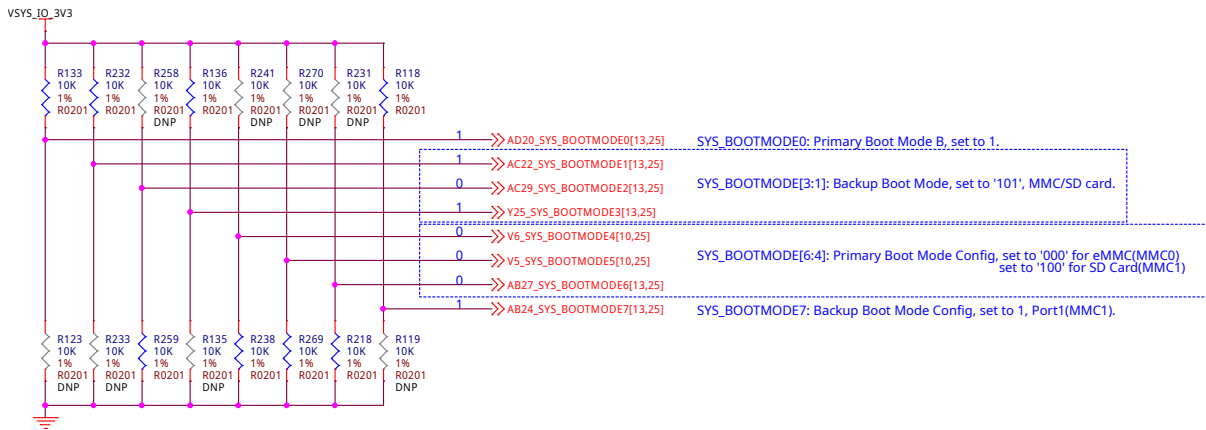 VSYS_IO_3V3
R133
10K
1%
R0201
R232
10K
1%
R0201
R258
10K
1%
R0201
DNP
R136
10K
1%
R0201
R241
10K
1%
R0201
DNP
R270
10K
1%
R0201
DNP
R231
10K
1%
R0201
DNP
R118
10K
1%
R0201
1 AD20_SYS_BOOTMODE0[13,25] SYS_BOOTMODE0: Primary Boot Mode B, set to 1.
1 AC22_SYS_BOOTMODE1[13,25]
0 AC29_SYS_BOOTMODE2[13,25] SYS_BOOTMODE[3:1]: Backup Boot Mode, set to '101', MMC/SD card.
1 Y25_SYS_BOOTMODE3[13,25]
0 V6_SYS_BOOTMODE4[10,25]
0 V5_SYS_BOOTMODE5[10,25] SYS_BOOTMODE[6:4]: Primary Boot Mode Config, set to '000' for eMMC(MMC0)
set to '100' for SD Card(MMC1)
0 AB27_SYS_BOOTMODE6[13,25]
1 AB24_SYS_BOOTMODE7[13,25] SYS_BOOTMODE7: Backup Boot Mode Config, set to 1, Port1(MMC1).
R123
10K
1%
R0201
DNP
R233
10K
1%
R0201
DNP
R259
10K
1%
R0201
R135
10K
1%
R0201
DNP
R238
10K
1%
R0201
R269
10K
1%
R0201
R218
10K
1%
R0201
R119
10K
1%
R0201
DNP